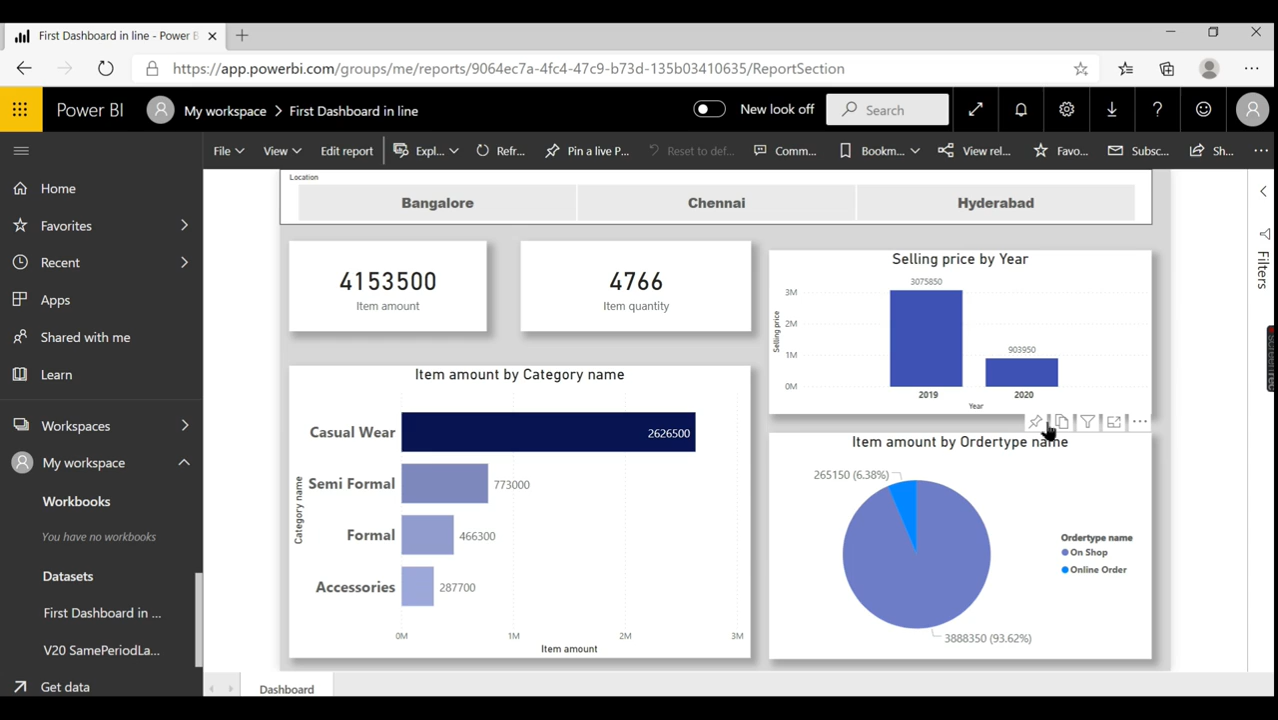 First Dashboard in line - Power B
https://app.powerbi.com/groups/me/reports/9064ec7a-4fc4-47c9-b73d-135b03410635/ReportSection
Power BI
My workspace > First Dashboard in line
New look off
Search
File
View
Edit report
Expl...
Refr...
Pin a live P...
Reset to def...
Comm...
Bookm...
View rel...
Favo...
Subsc...
Sh...
Home
Favorites
Recent
Apps
Shared with me
Learn
Workspaces
My workspace
Workbooks
You have no workbooks
Datasets
First Dashboard in ...
V20 SamePeriodLa...
Get data
Location
Bangalore
Chennai
Hyderabad
4153500
Item amount
4766
Item quantity
Selling price by Year
3075850
903950
3M
2M
1M
0M
Selling price
2019
2020
Year
Item amount by Category name
Category name
Casual Wear
2626500
Semi Formal
773000
Formal
466300
Accessories
287700
0M
1M
2M
3M
Item amount
Item amount by Ordertype name
265150 (6.38%)
3888350 (93.62%)
Ordertype name
On Shop
Online Order
Filters
Dashboard